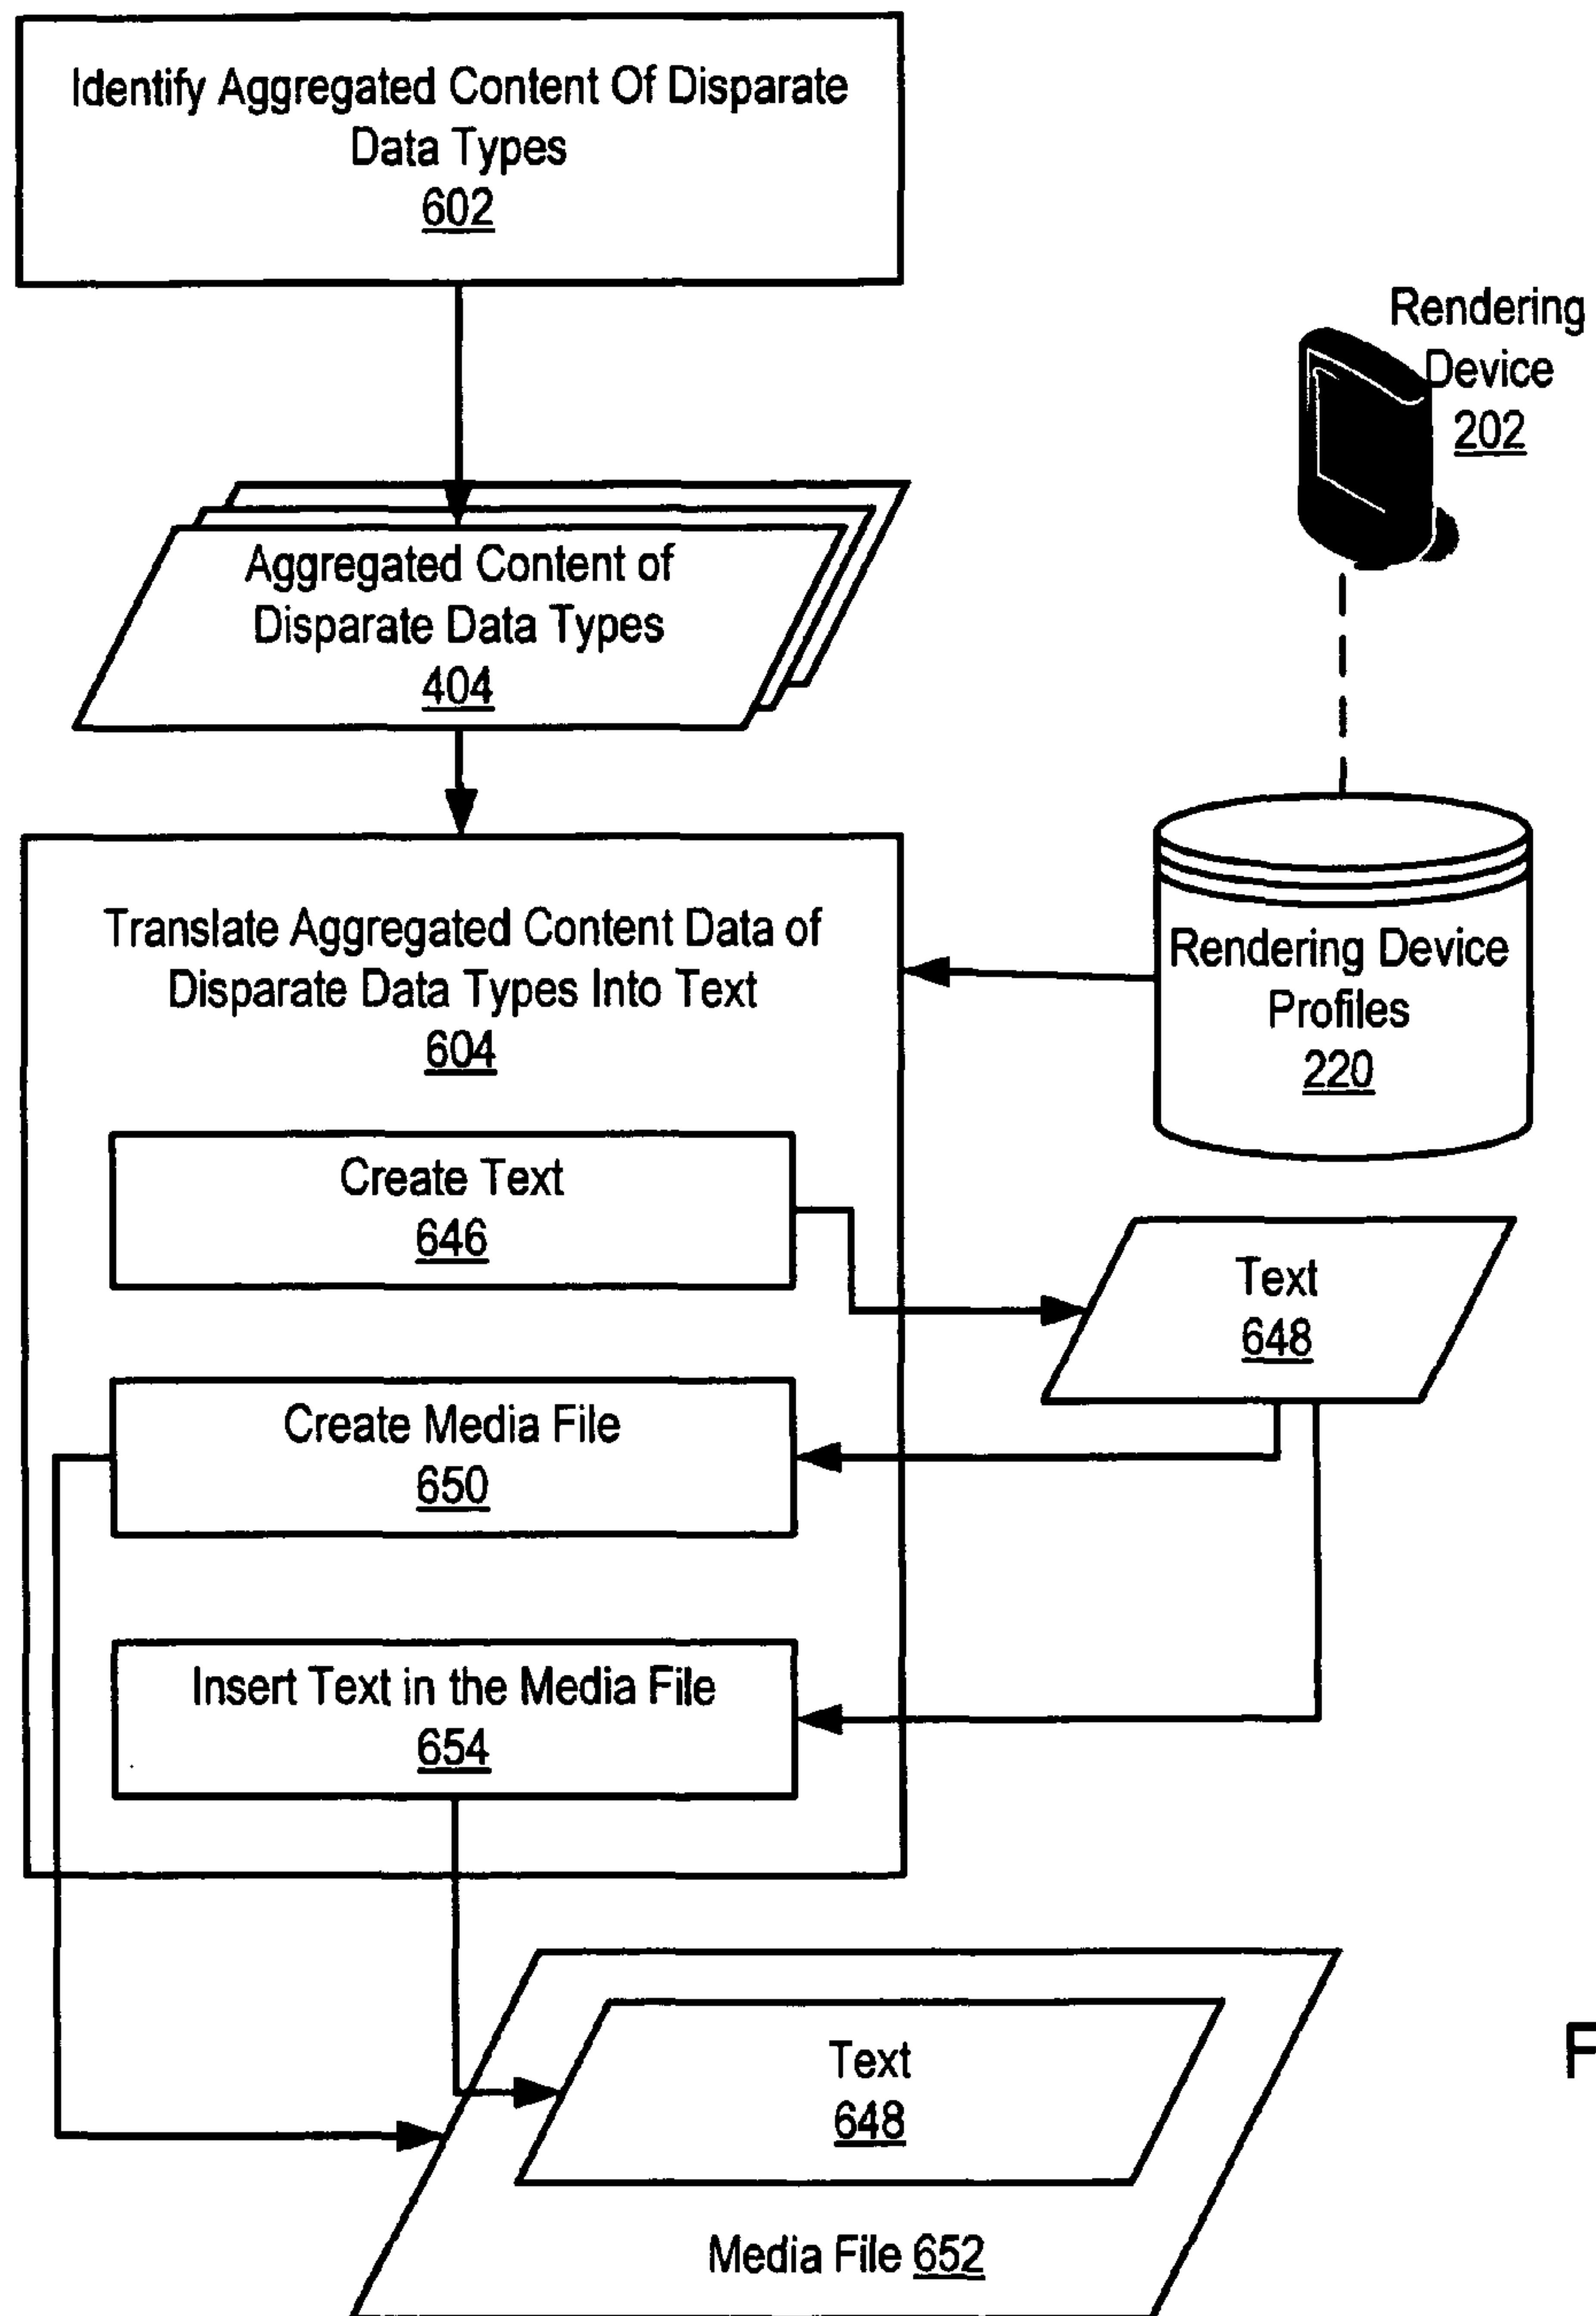 Identify Aggregated Content Of Disparate
Data Types
602
Rendering
Device
202
Aggregated Content of
Disparate Data Types
404
Translate Aggregated Content Data of
Disparate Data Types Into Text
604
Rendering Device
Profiles
220
Create Text
646
Text
648
Create Media File
650
Insert Text in the Media File
654
Text
648
Media File 652
F